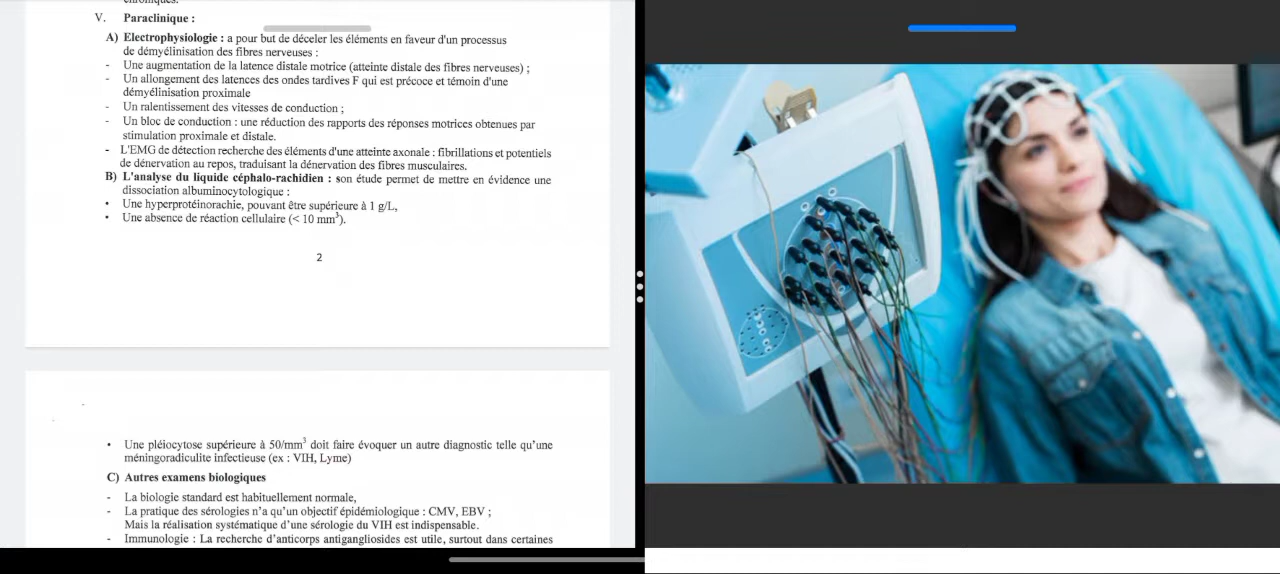 V. Paraclinique :
A) Electrophysiologie : a pour but de déceler les éléments en faveur d'un processus
de démyélinisation des fibres nerveuses :
- Une augmentation de la latence distale motrice (atteinte distale des fibres nerveuses) ;
- Un allongement des latences des ondes tardives F qui est précoce et témoin d'une
démyélinisation proximale
- Un ralentissement des vitesses de conduction ;
- Un bloc de conduction : une réduction des rapports des réponses motrices obtenues par
stimulation proximale et distale.
- L'EMG de détection recherche des éléments d'une atteinte axonale : fibrillations et potentiels
de dénervation au repos, traduisant la dénervation des fibres musculaires.
B) L'analyse du liquide céphalo-rachidien : son étude permet de mettre en évidence une
dissociation albuminocytologique :
• Une hyperprotéinorachie, pouvant être supérieure à 1 g/L,
• Une absence de réaction cellulaire (< 10 mm³).
2
• Une pléiocytose supérieure à 50/mm³ doit faire évoquer un autre diagnostic telle qu'une
méningoradiculite infectieuse (ex : VIH, Lyme)
C) Autres examens biologiques
- La biologie standard est habituellement normale,
- La pratique des sérologies n'a qu'un objectif épidémiologique : CMV, EBV ;
Mais la réalisation systématique d'une sérologie du VIH est indispensable.
- Immunologie : La recherche d'anticorps antigangliosides est utile, surtout dans certaines